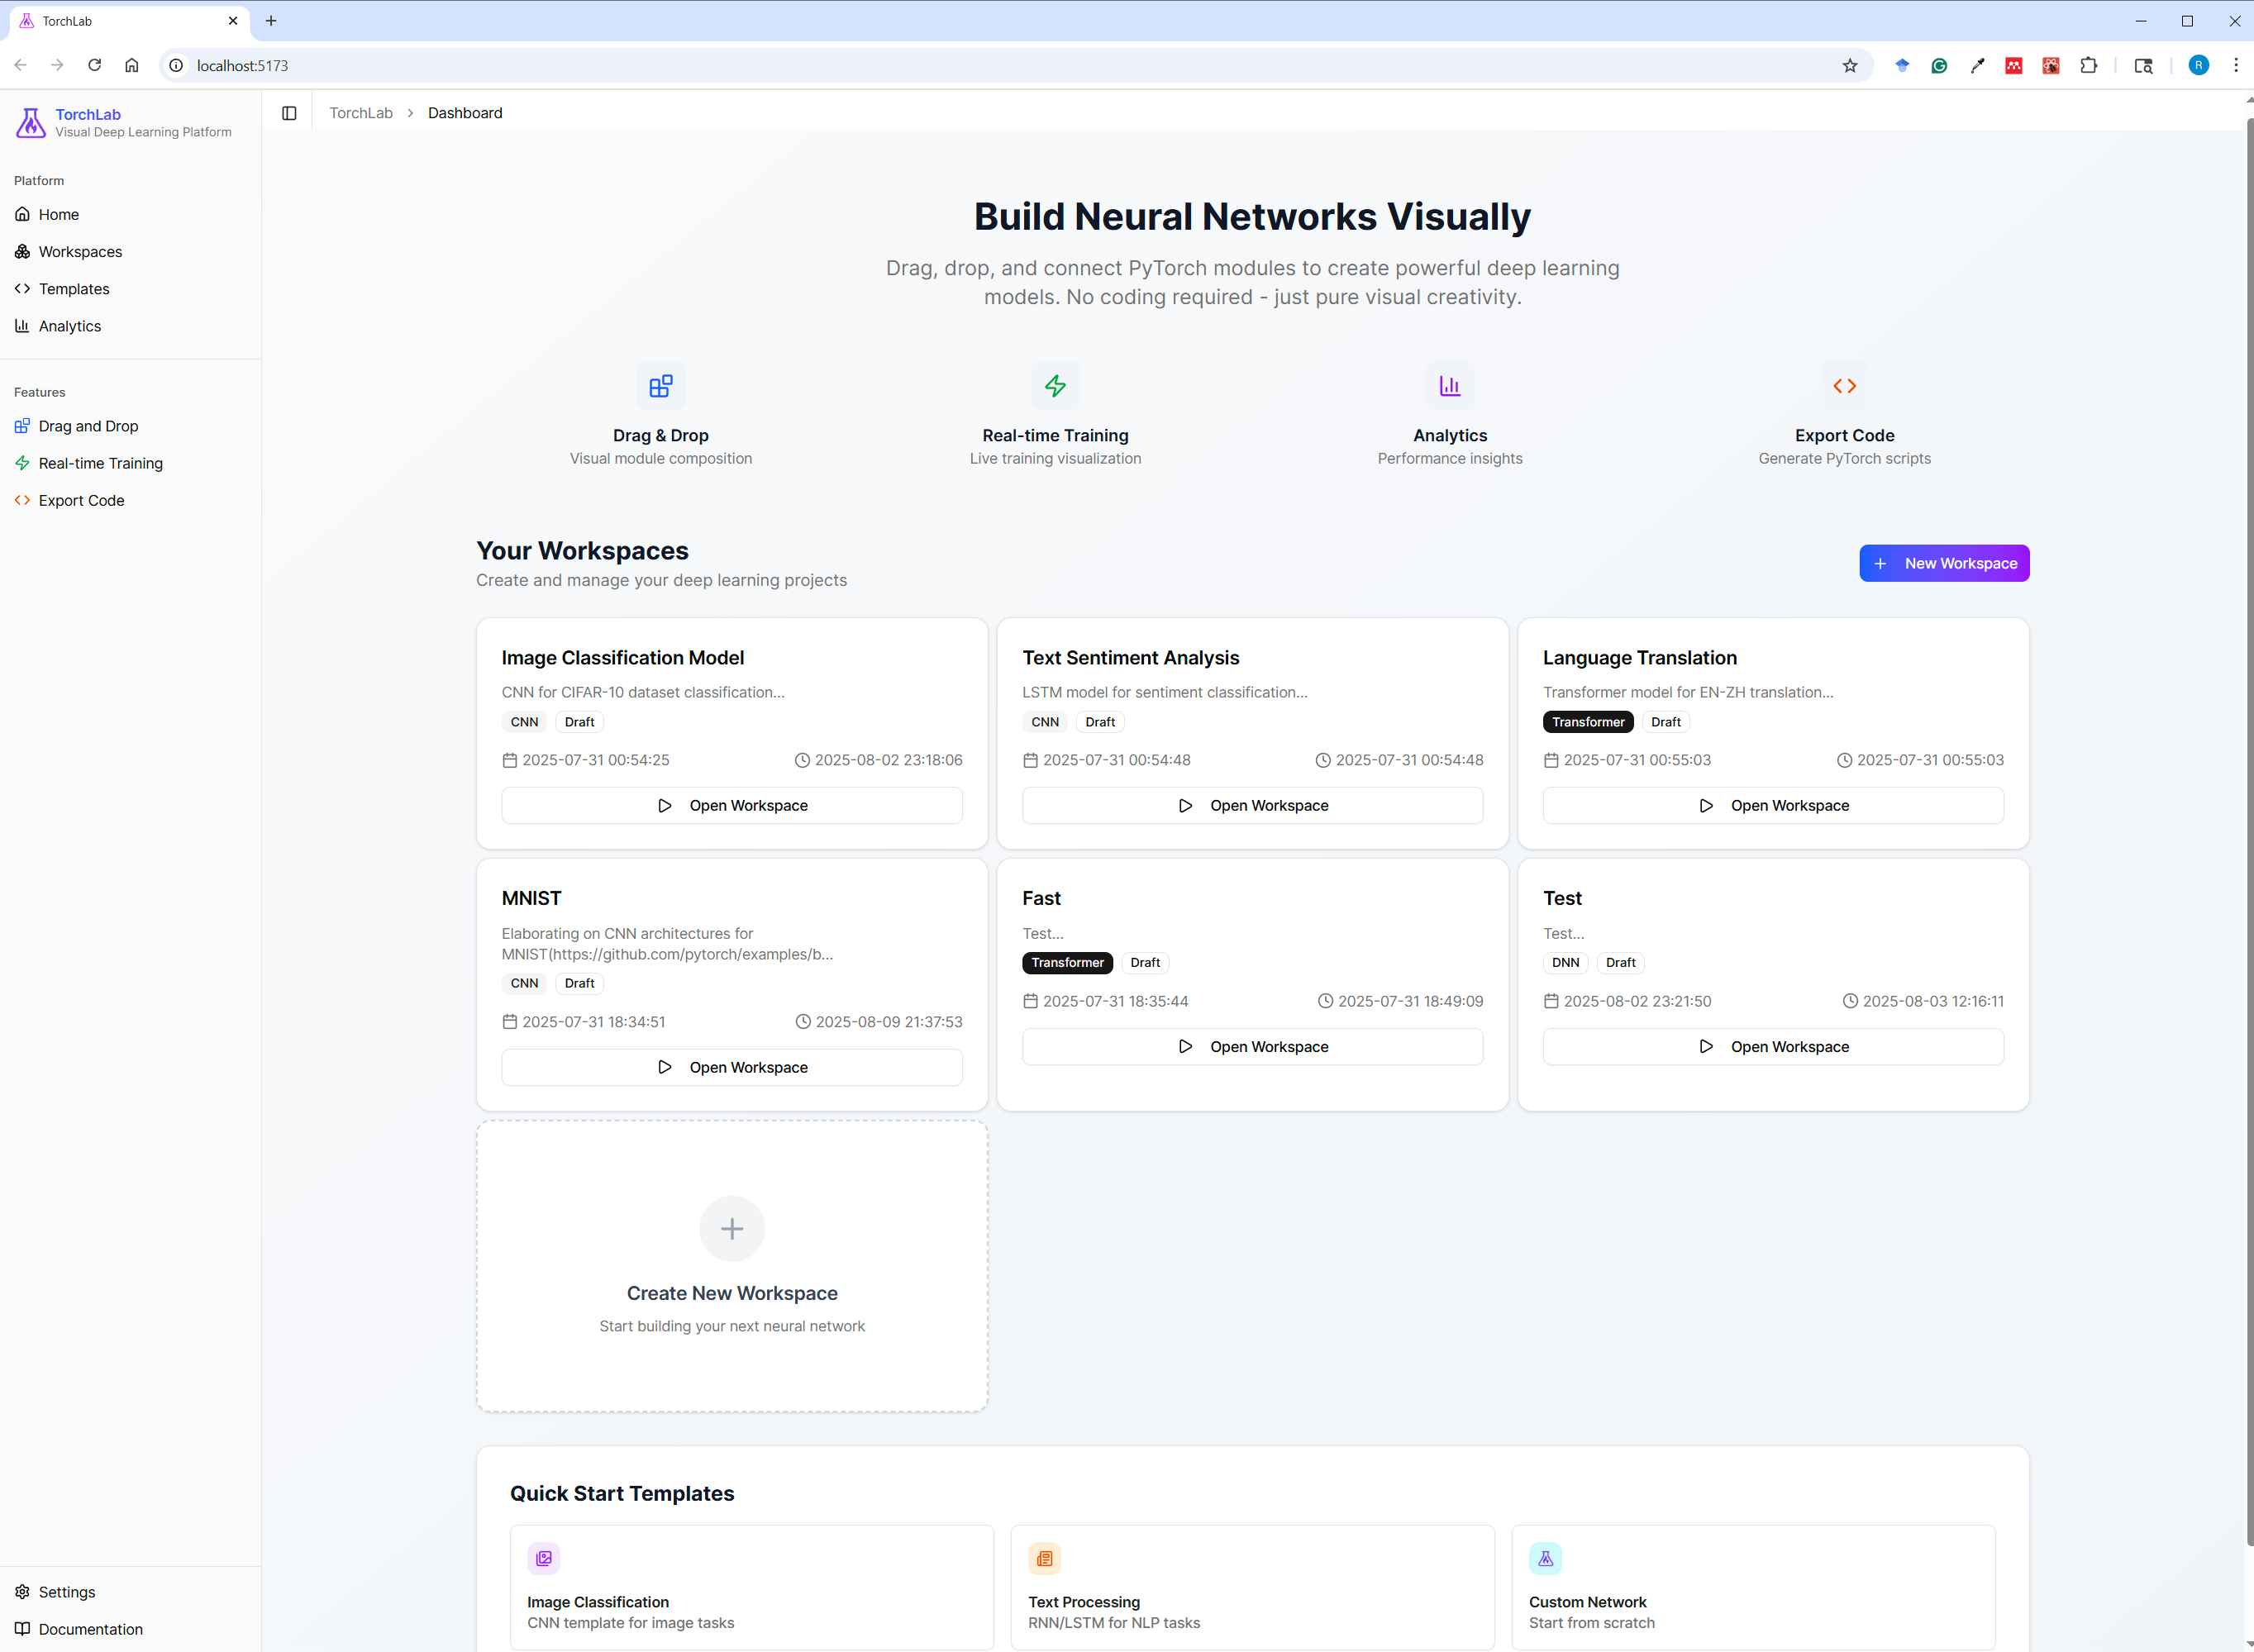 TorchLab
localhost:5173
R
TorchLab
Visual Deep Learning Platform
Platform
Home
Workspaces
Templates
Analytics
Features
Drag and Drop
Real-time Training
Export Code
Settings
Documentation
TorchLab > Dashboard
Build Neural Networks Visually
Drag, drop, and connect PyTorch modules to create powerful deep learning
models. No coding required - just pure visual creativity.
Drag & Drop
Visual module composition
Real-time Training
Live training visualization
Analytics
Performance insights
Export Code
Generate PyTorch scripts
Your Workspaces
Create and manage your deep learning projects
New Workspace
Image Classification Model
CNN for CIFAR-10 dataset classification...
CNN Draft
2025-07-31 00:54:25 2025-08-02 23:18:06
Open Workspace
Text Sentiment Analysis
LSTM model for sentiment classification...
CNN Draft
2025-07-31 00:54:48 2025-07-31 00:54:48
Open Workspace
Language Translation
Transformer model for EN-ZH translation...
Transformer Draft
2025-07-31 00:55:03 2025-07-31 00:55:03
Open Workspace
MNIST
Elaborating on CNN architectures for
MNIST(https://github.com/pytorch/examples/b...
CNN Draft
2025-07-31 18:34:51 2025-08-09 21:37:53
Open Workspace
Fast
Test...
Transformer Draft
2025-07-31 18:35:44 2025-07-31 18:49:09
Open Workspace
Test
Test...
DNN Draft
2025-08-02 23:21:50 2025-08-03 12:16:11
Open Workspace
Create New Workspace
Start building your next neural network
Quick Start Templates
Image Classification
CNN template for image tasks
Text Processing
RNN/LSTM for NLP tasks
Custom Network
Start from scratch